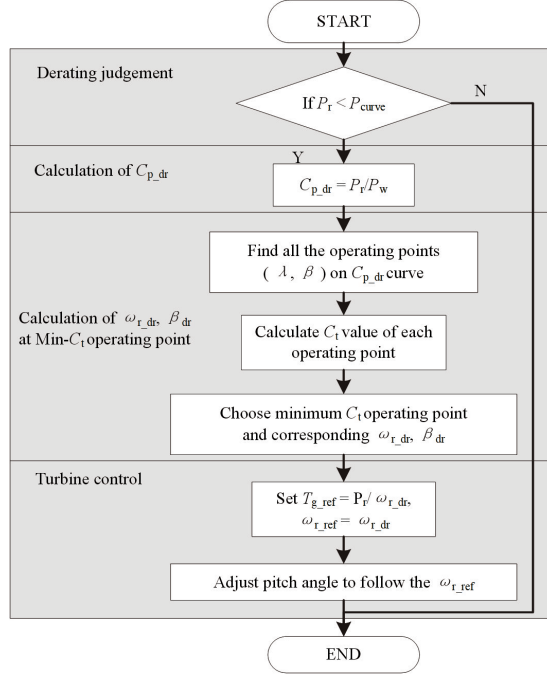 START
Derating judgement
If P_r < P_curve
N
Y
Calculation of C_p_dr
C_p_dr = P_r/P_w
Find all the operating points
( λ, β ) on C_p_dr curve
Calculation of ω_r_dr, β_dr
at Min-C_t operating point
Calculate C_t value of each
operating point
Choose minimum C_t operating point
and corresponding ω_r_dr, β_dr
Turbine control
Set T_g_ref = P_r/ ω_r_dr,
ω_r_ref = ω_r_dr
Adjust pitch angle to follow the ω_r_ref
END